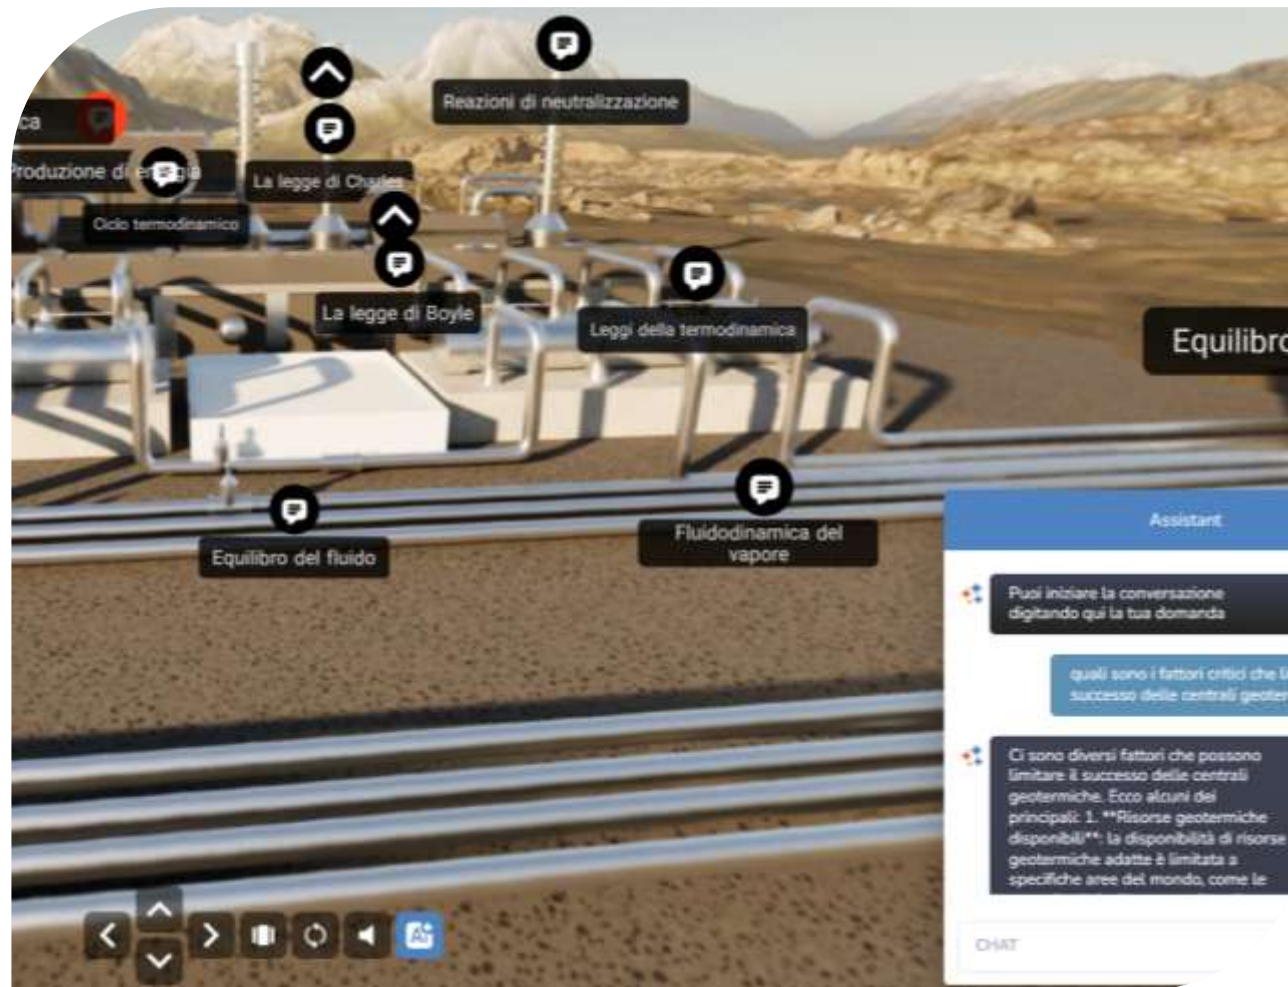 Reazioni di neutralizzazione
ca
Produzione di energia
La legge di Charles
Ciclo termodinamico
La legge di Boyle
Leggi della termodinamica
Equilibro
Equilibro del fluido
Fluidodinamica del
vapore
Assistant
Puoi iniziare la conversazione
digitando qui la tua domanda
quali sono i fattori critici che
successo delle centrali
Ci sono diversi fattori che possono
limitare il successo delle centrali
geotermiche. Ecco alcuni dei
principali: 1. **Risorse geotermiche
disponibili**: la disponibilità di risorse
geotermiche adatte è limitata a
specifiche aree del mondo, come le
CHAT